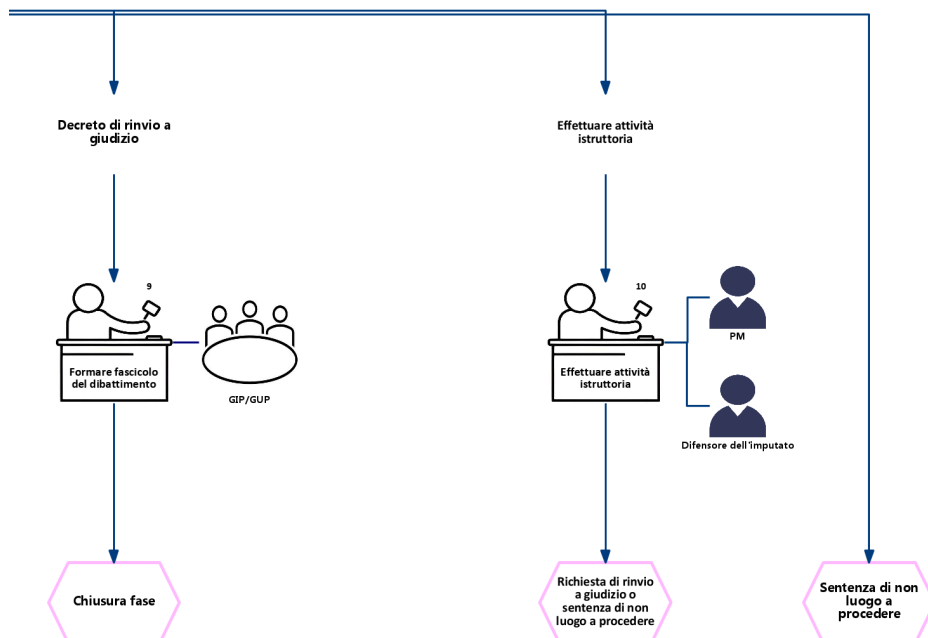 Decreto di rinvio a
giudizio
Effettuare attività
istruttoria
9
Formare fascicolo
del dibattimento
GIP/GUP
10
Effettuare attività
istruttoria
PM
Difensore dell'imputato
Chiusura fase
Richiesta di rinvio
a giudizio o
sentenza di non
luogo a procedere
Sentenza di non
luogo a
procedere